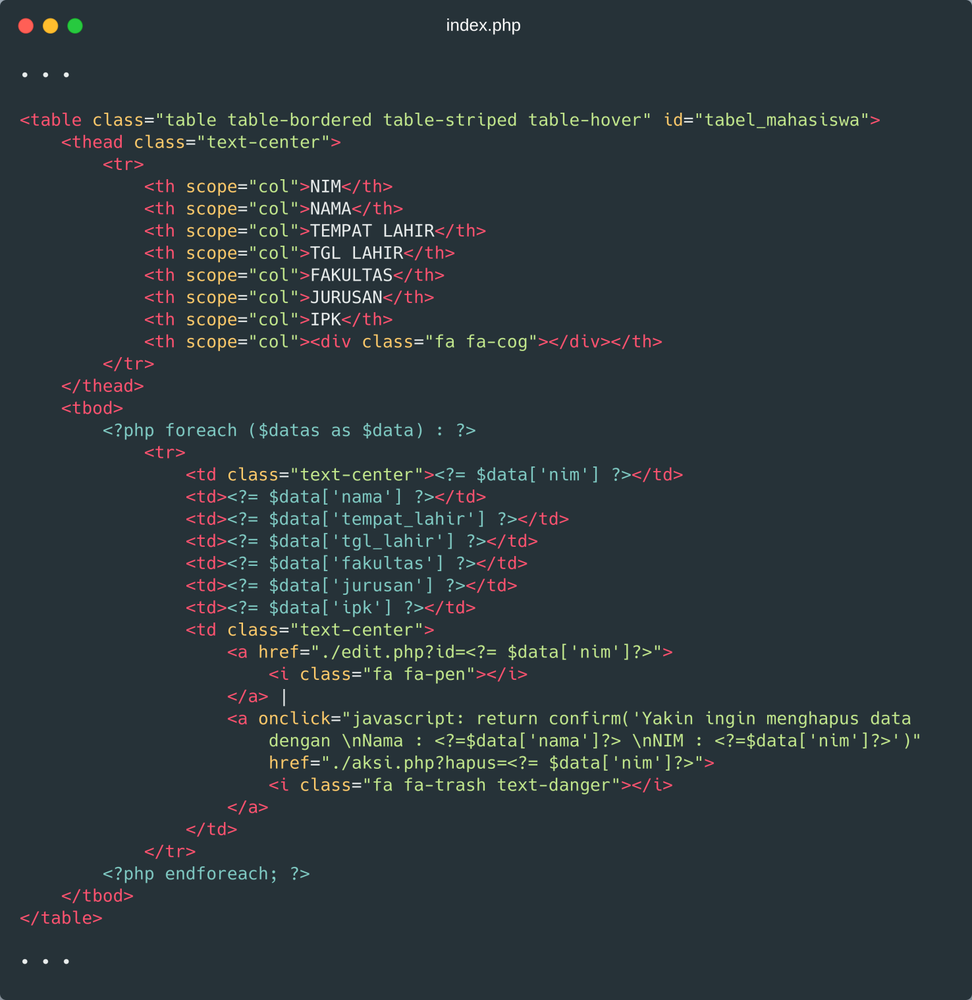 index.php
• • •
<table class="table table-bordered table-striped table-hover" id="tabel_mahasiswa">
    <thead class="text-center">
        <tr>
            <th scope="col">NIM</th>
            <th scope="col">NAMA</th>
            <th scope="col">TEMPAT LAHIR</th>
            <th scope="col">TGL LAHIR</th>
            <th scope="col">FAKULTAS</th>
            <th scope="col">JURUSAN</th>
            <th scope="col">IPK</th>
            <th scope="col"><div class="fa fa-cog"></div></th>
        </tr>
    </thead>
    <tbod>
        <?php foreach ($datas as $data) : ?>
            <tr>
                <td class="text-center"><?= $data['nim'] ?></td>
                <td><?= $data['nama'] ?></td>
                <td><?= $data['tempat_lahir'] ?></td>
                <td><?= $data['tgl_lahir'] ?></td>
                <td><?= $data['fakultas'] ?></td>
                <td><?= $data['jurusan'] ?></td>
                <td><?= $data['ipk'] ?></td>
                <td class="text-center">
                    <a href="./edit.php?id=<?= $data['nim']?>">
                        <i class="fa fa-pen"></i>
                    </a> |
                    <a onclick="javascript: return confirm('Yakin ingin menghapus data
                        dengan \nNama : <?=$data['nama']?> \nNIM : <?=$data['nim']?>')"
                        href="./aksi.php?hapus=<?= $data['nim']?>">
                        <i class="fa fa-trash text-danger"></i>
                    </a>
                </td>
            </tr>
        <?php endforeach; ?>
    </tbod>
</table>
• • •